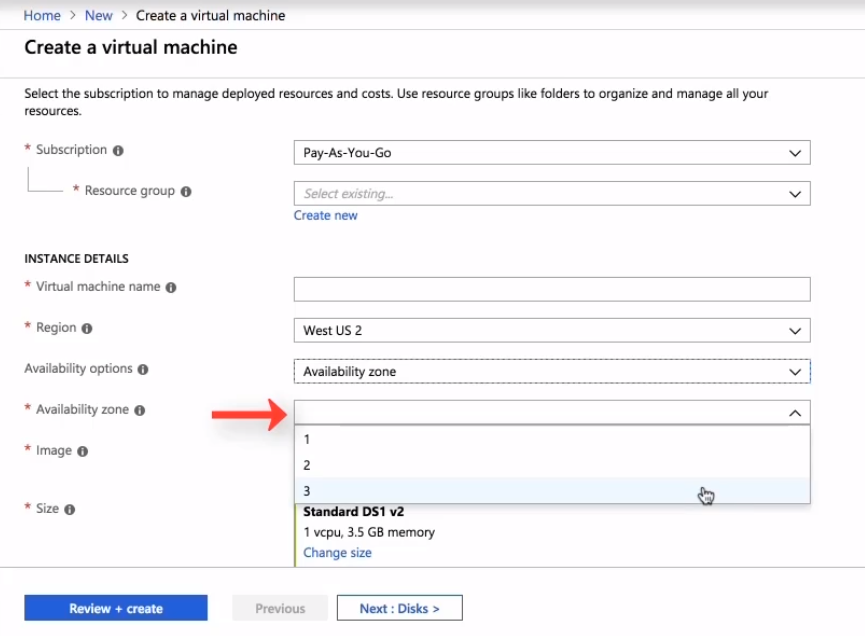 Home > New > Create a virtual machine
Create a virtual machine
Select the subscription to manage deployed resources and costs. Use resource groups like folders to organize and manage all your
resources.
* Subscription
Pay-As-You-Go
* Resource group
Select existing...
Create new
INSTANCE DETAILS
* Virtual machine name
* Region
West US 2
Availability options
Availability zone
* Availability zone
1
* Image
2
3
* Size
Standard DS1 v2
1 vcpu, 3.5 GB memory
Change size
Review + create
Previous
Next : Disks >